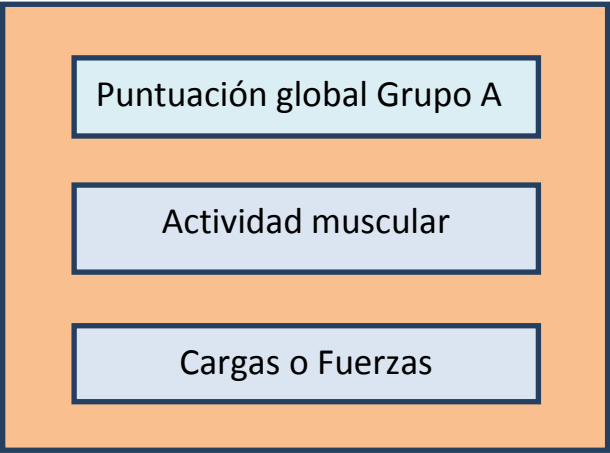 Puntuación global Grupo A
Actividad muscular
Cargas o Fuerzas